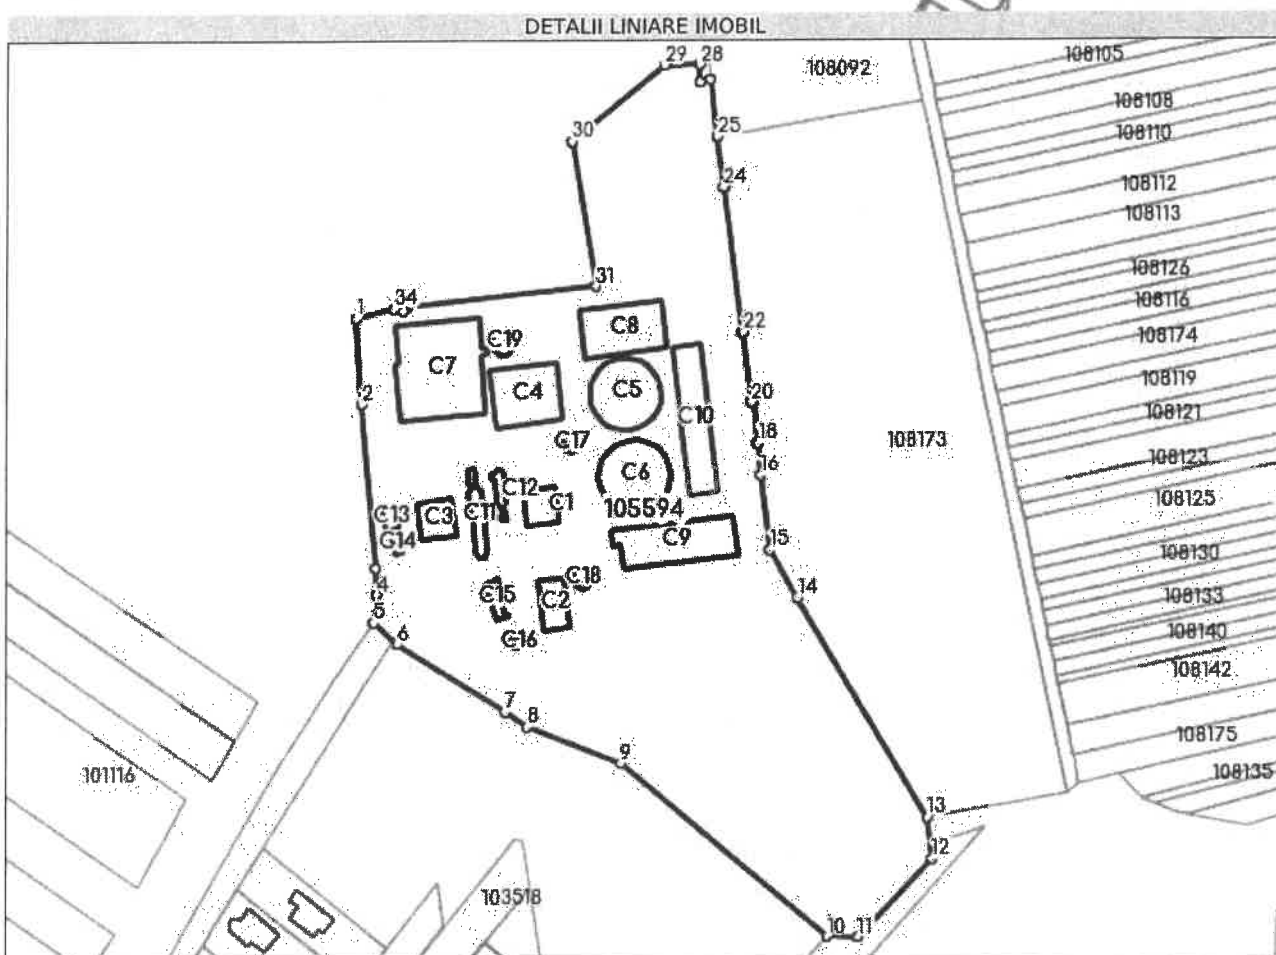 DETALII LINIARE IMOBIL
29 28 108092 108105
108108
30 25 108110
24 108112
108113
31 108126
1 34 108116
C8 22 108174
C19
C7 C4 C5 108119
2 20
C10 108121
C17 18 108173
C6 16 108123
C12 C1 108125
C13 C3 C11 105594
C14 C9 15 108130
4 C18 14
C15 C2 108133
5
6 C16 108140
108142
7
8 108175
9 108135
101116
13
12
103518
10 11